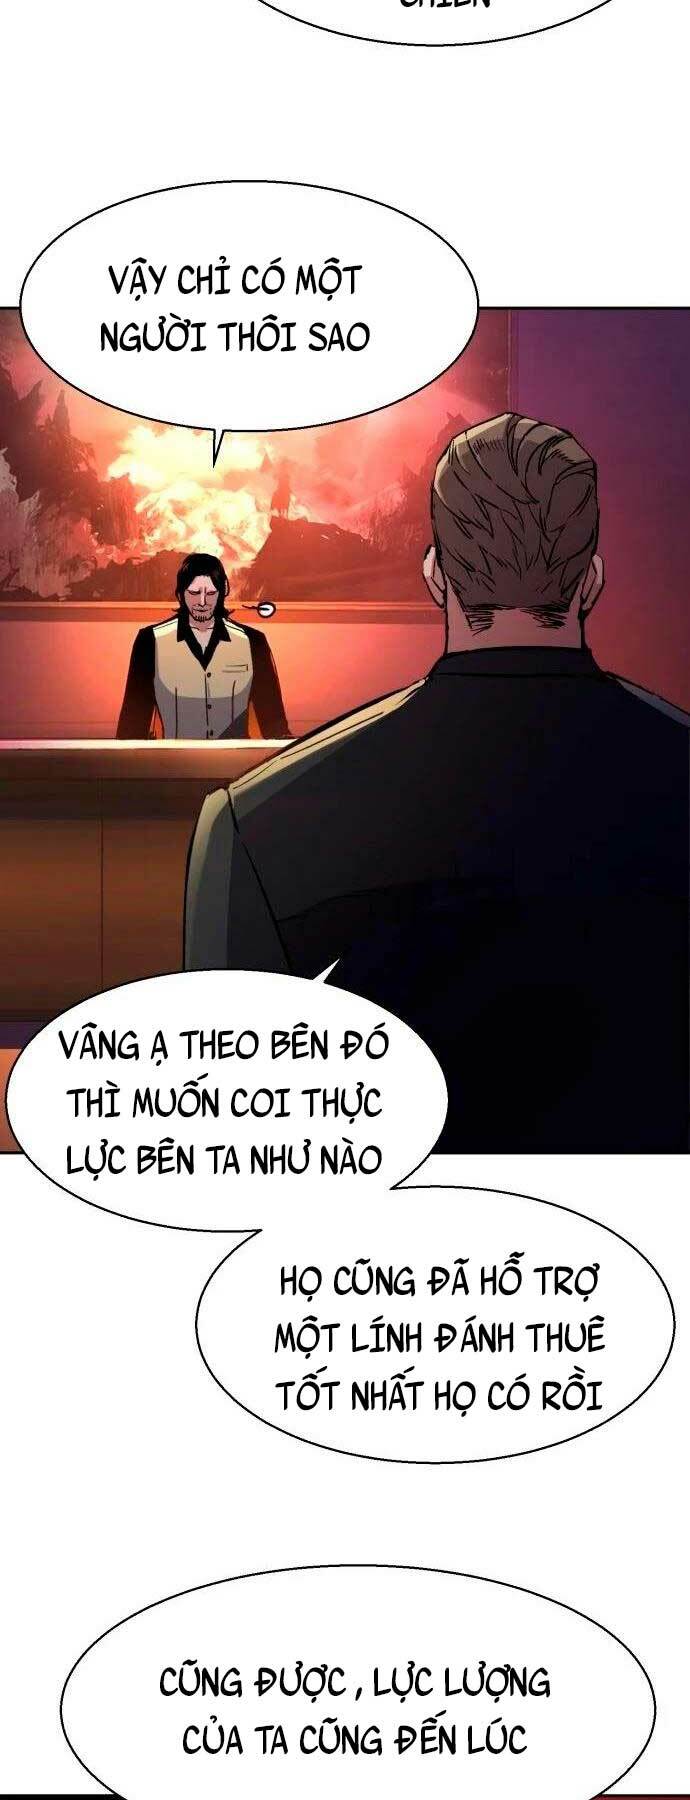 CHIẾN
VẬY CHỈ CÓ MỘT
NGƯỜI THÔI SAO
VÂNG Ạ THEO BÊN ĐÓ
THÌ MUỐN COI THỰC
LỰC BÊN TA NHƯ NÀO
HỌ CŨNG ĐÃ HỖ TRỢ
MỘT LÍNH ĐÁNH THUÊ
TỐT NHẤT HỌ CÓ RỒI
CŨNG ĐƯỢC, LỰC LƯỢNG
CỦA TA CŨNG ĐẾN LÚC